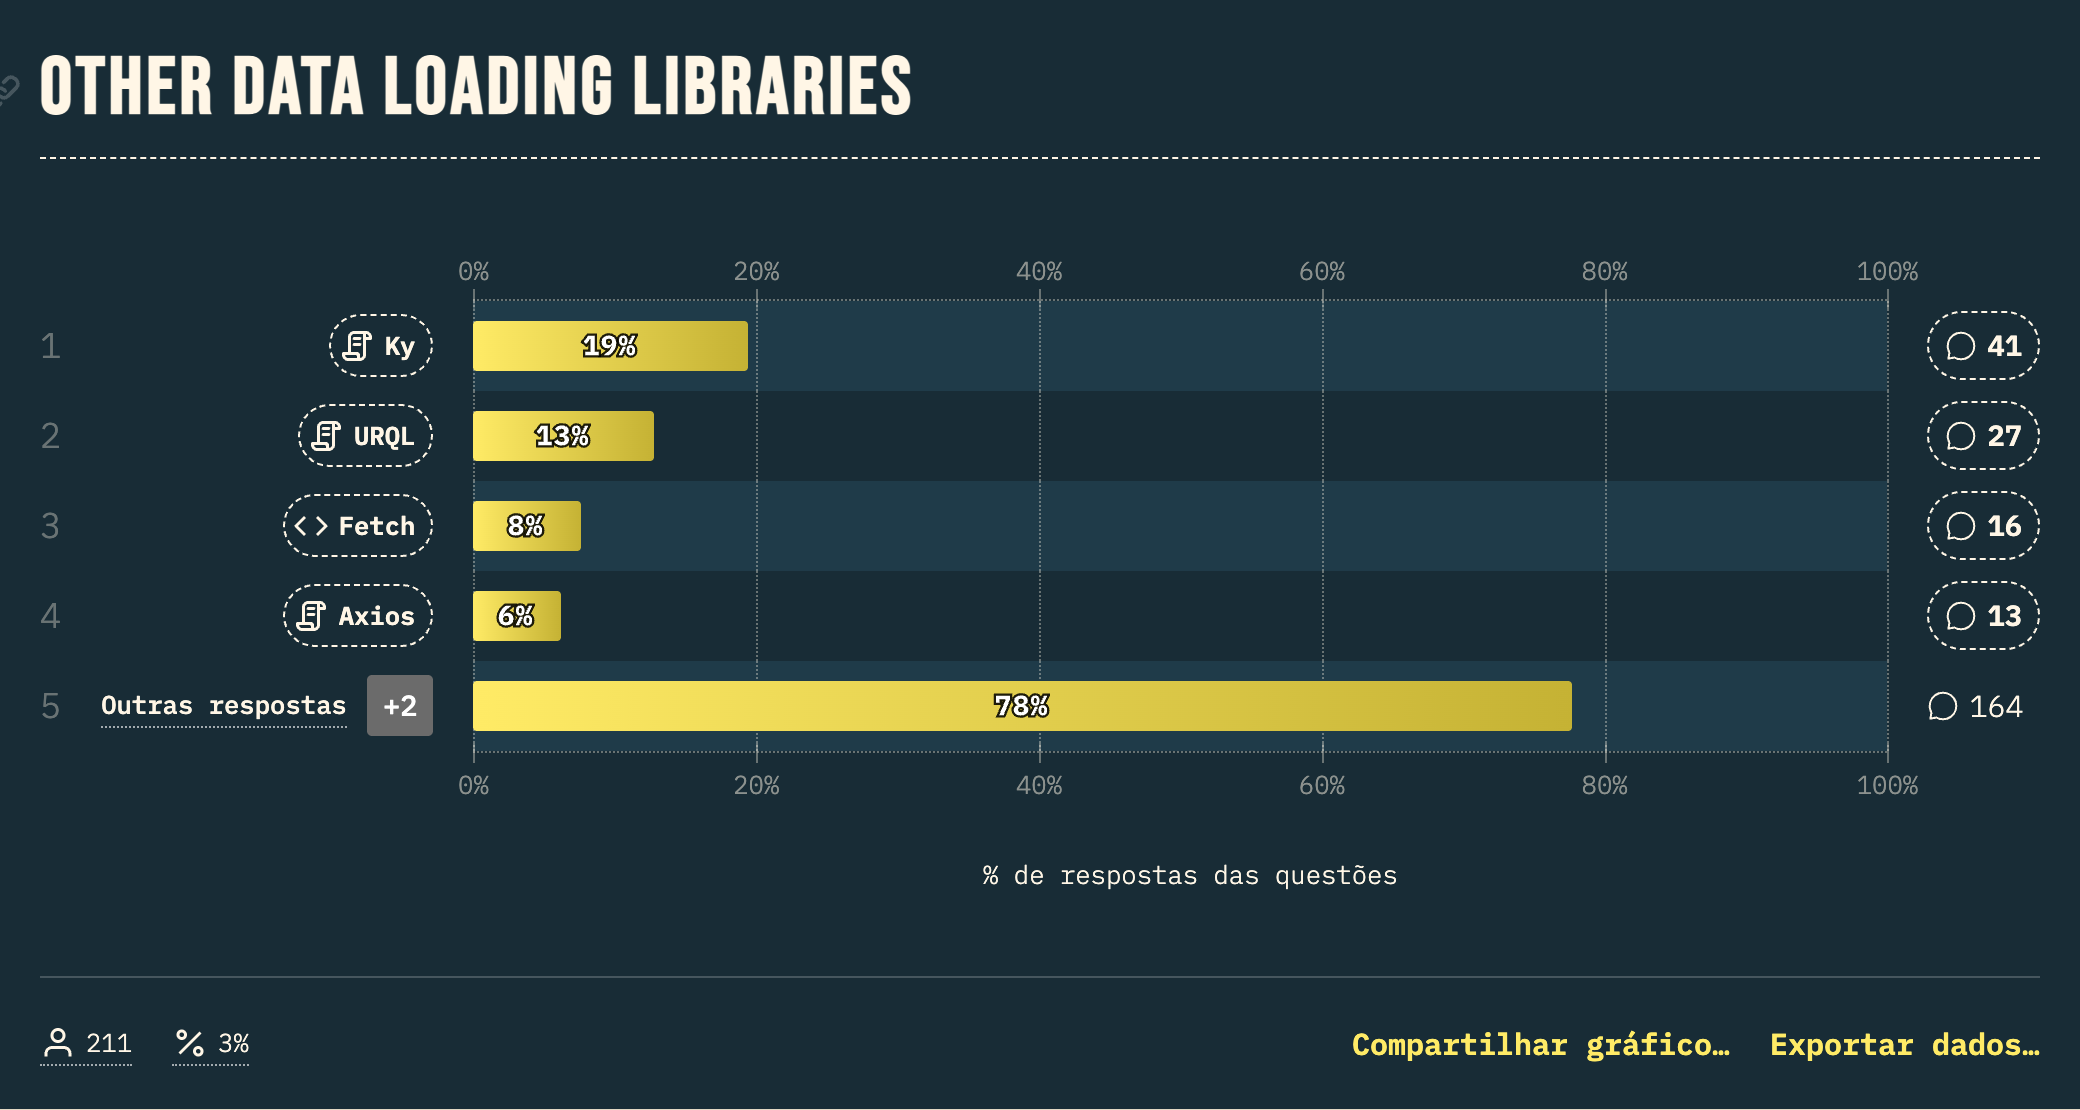 OTHER DATA LOADING LIBRARIES
0% 20% 40% 60% 80% 100%
1 Ky 19% 41
2 URQL 13% 27
3 Fetch 8% 16
4 Axios 6% 13
5 Outras respostas +2 78% 164
0% 20% 40% 60% 80% 100%
% de respostas das questões
211 3% Compartilhar gráfico… Exportar dados…